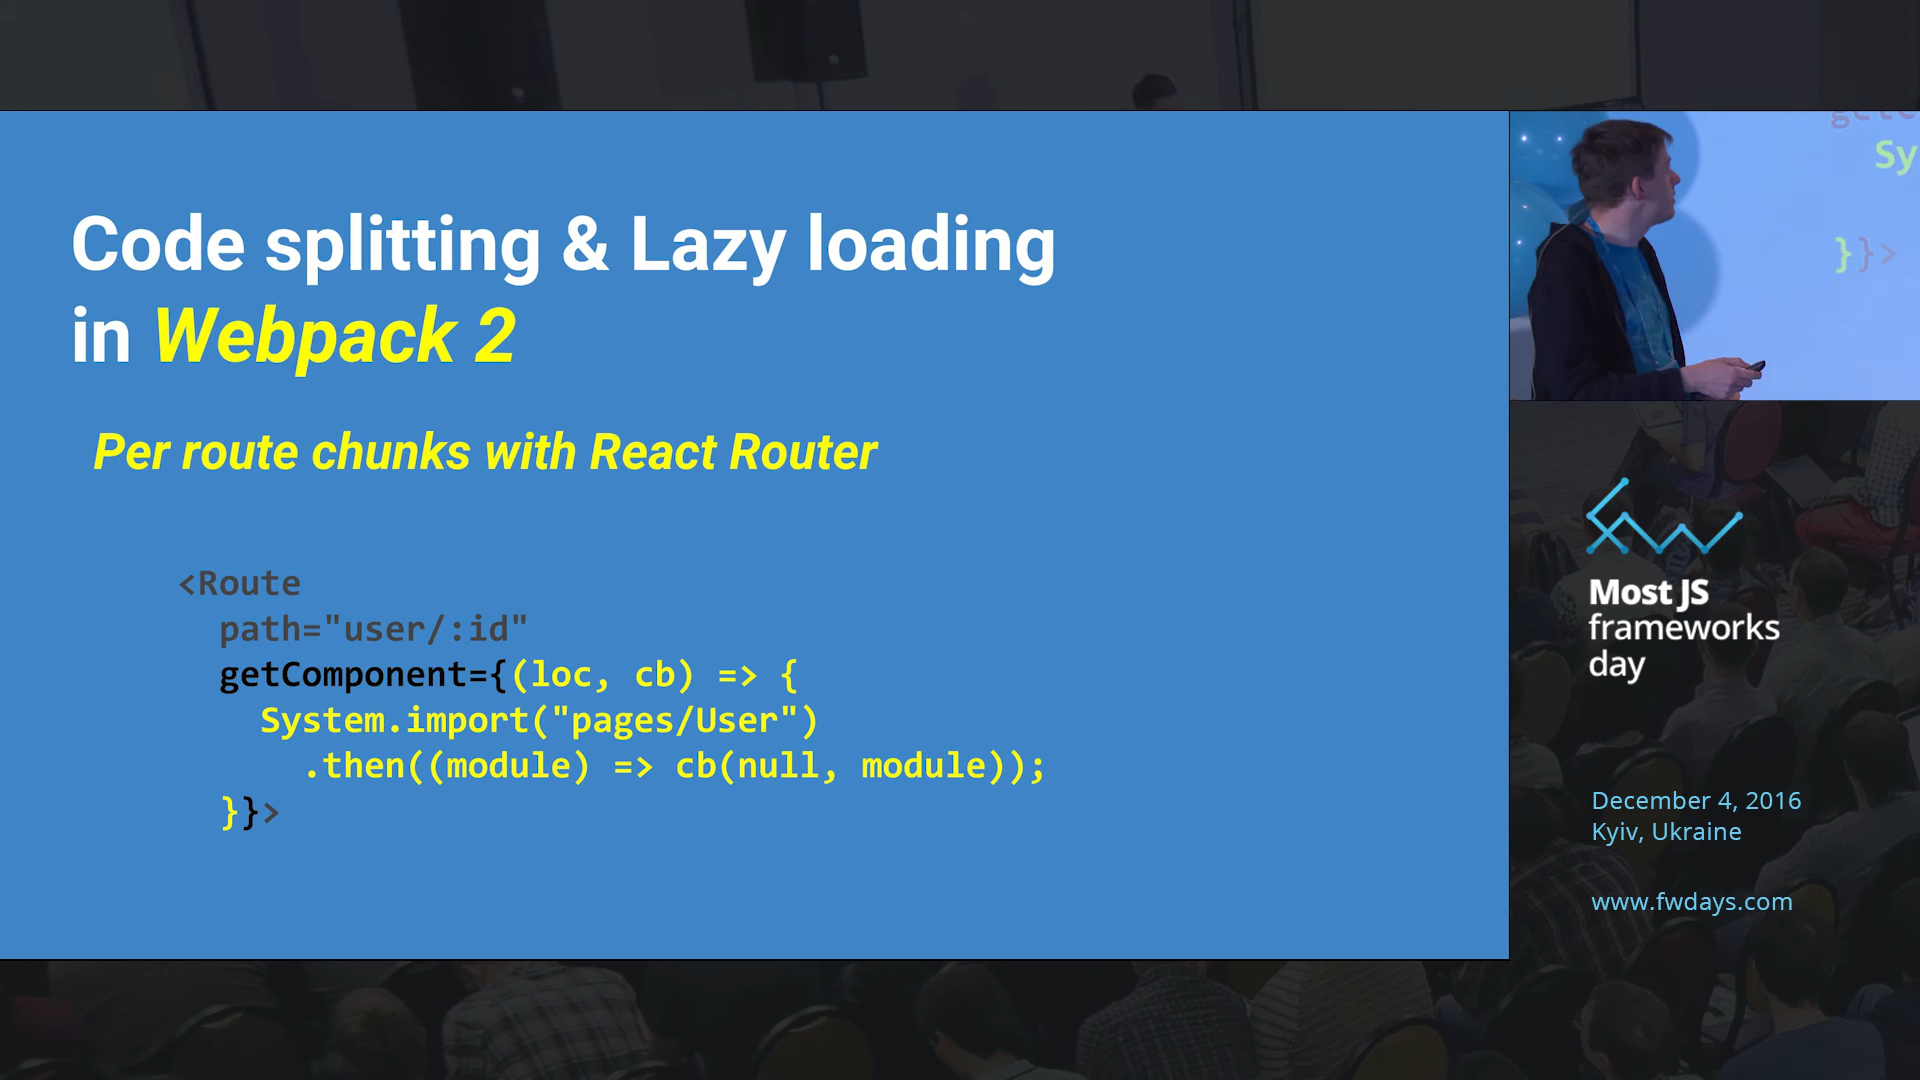 Code splitting & Lazy loading
in Webpack 2
Per route chunks with React Router
<Route
path="user/:id"
getComponent={(loc, cb) => {
System.import("pages/User")
.then((module) => cb(null, module));
}}>
Sy
}}>
Most JS
frameworks
day
December 4, 2016
Kyiv, Ukraine
www.fwdays.com